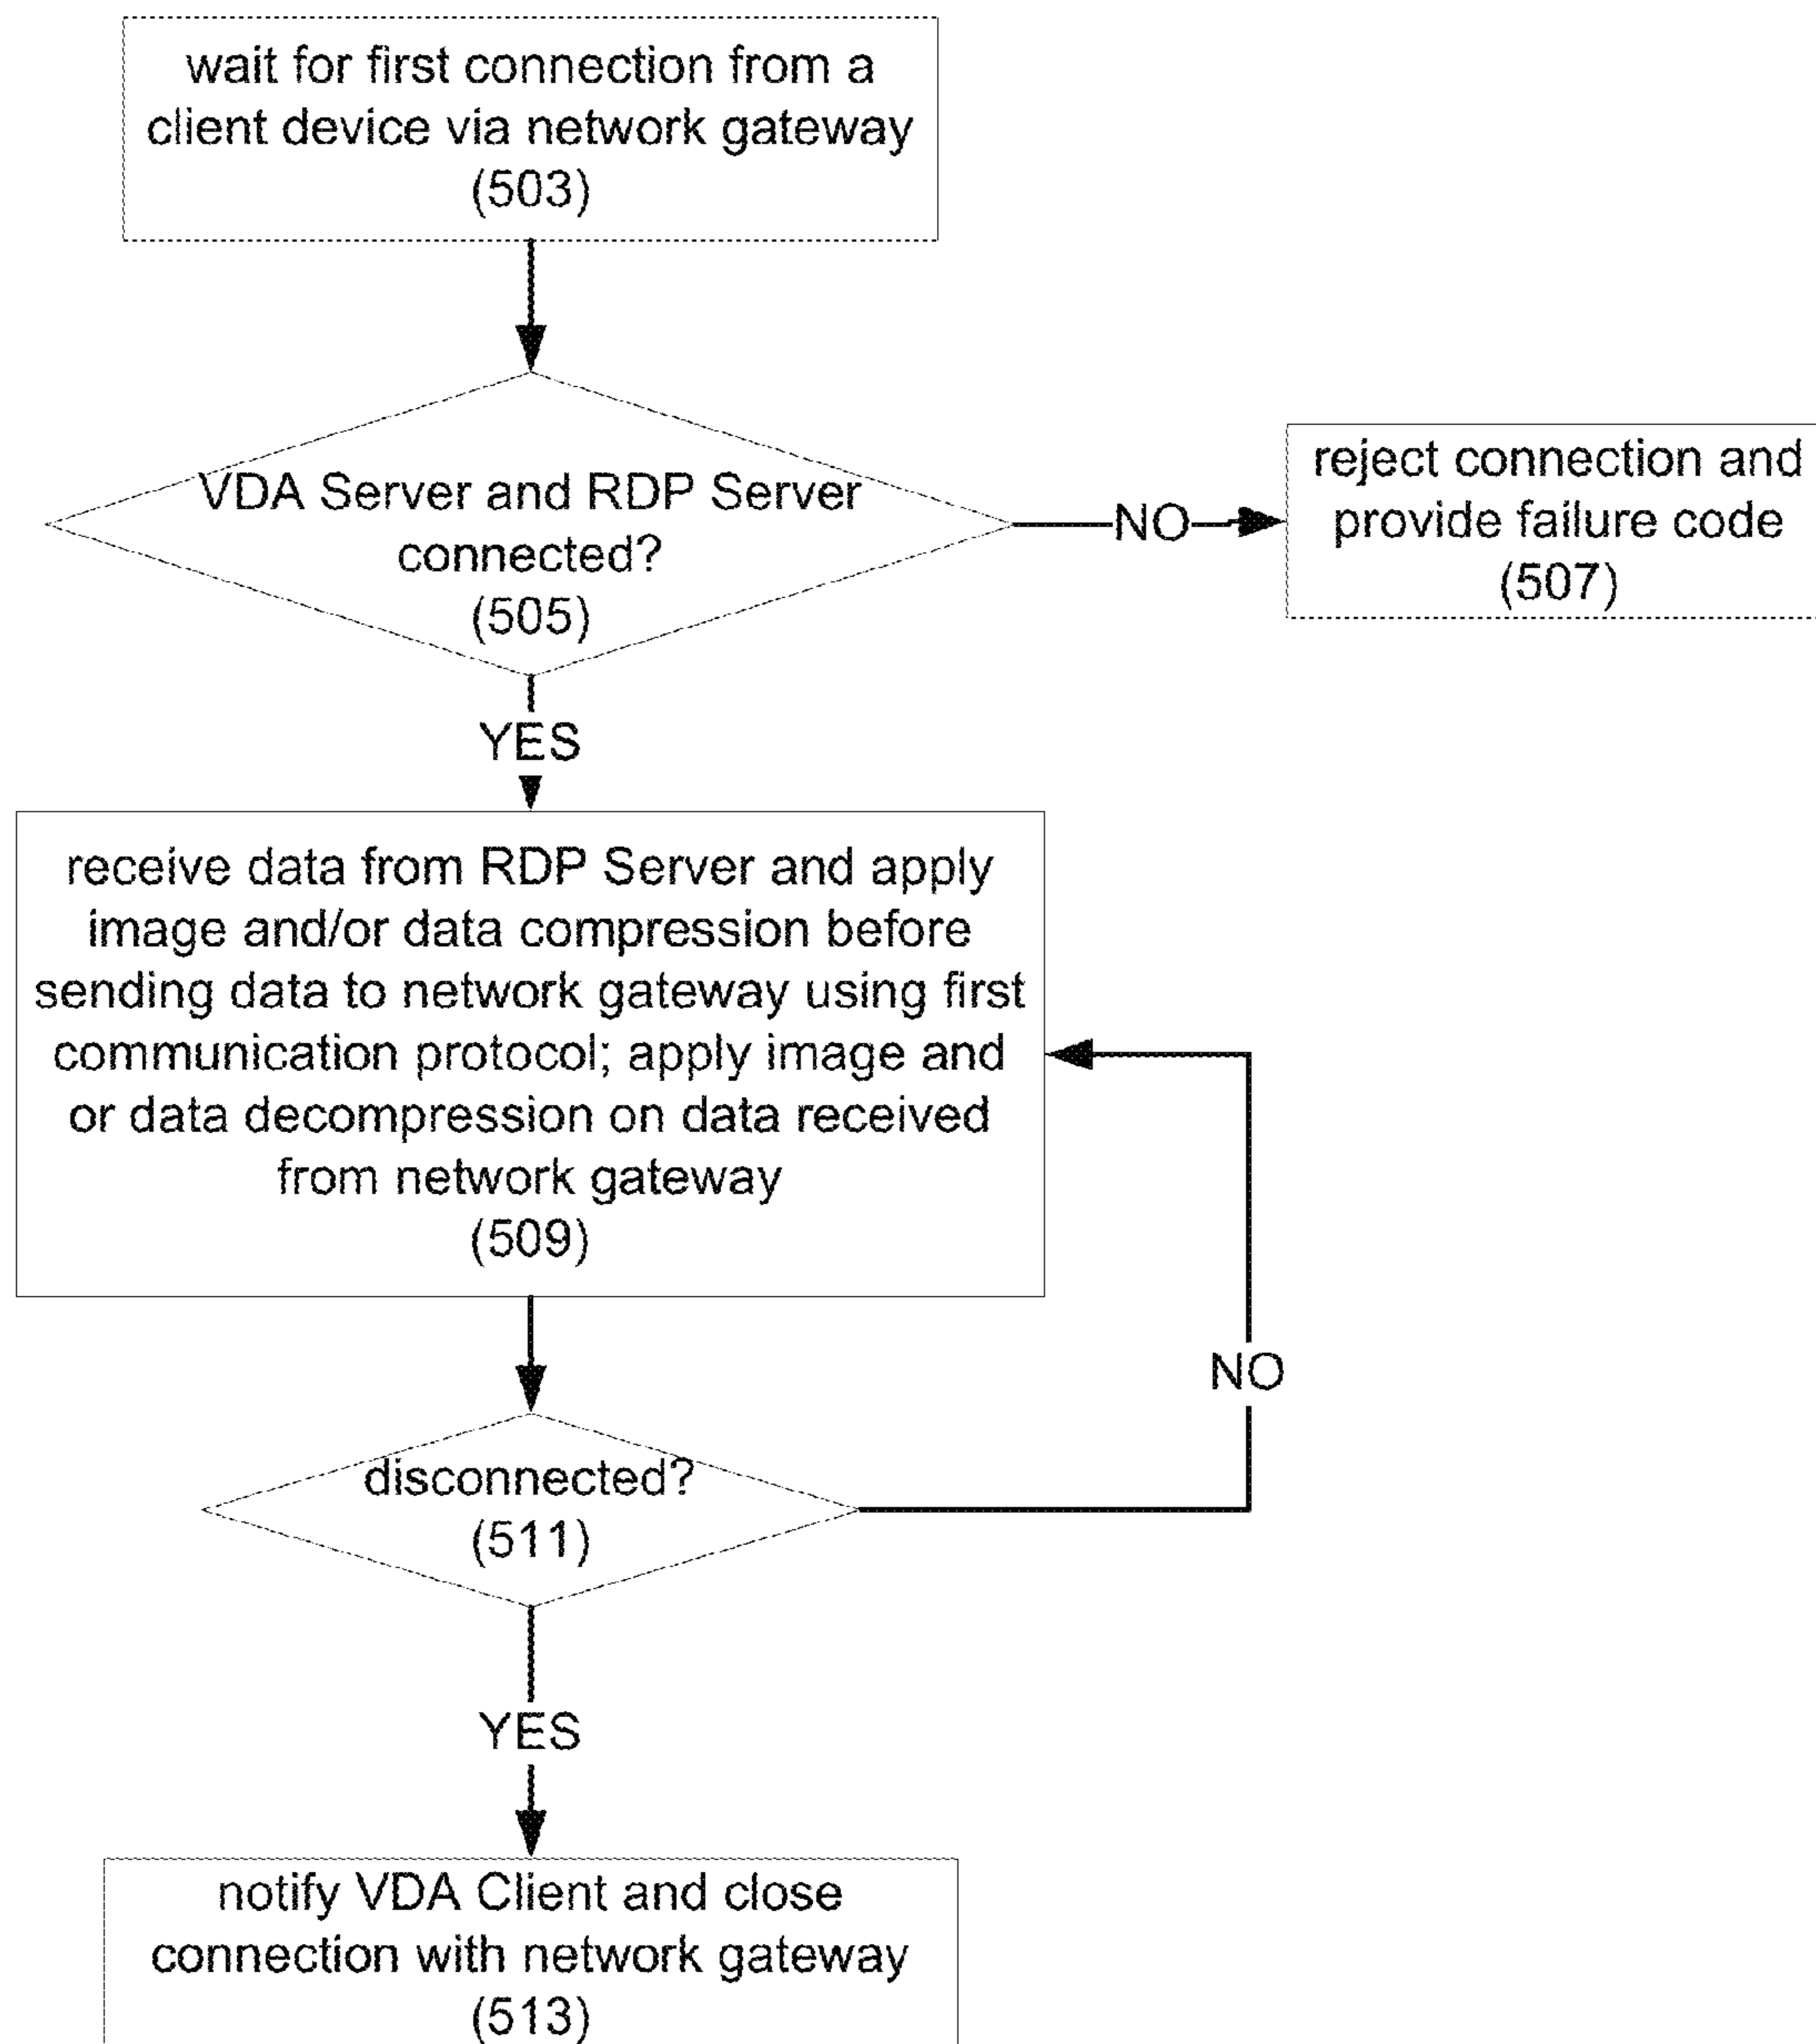 wait for first connection from a
client device via network gateway
(503)
VDA Server and RDP Server
connected?
(505)
NO
reject connection and
provide failure code
(507)
YES
receive data from RDP Server and apply
image and/or data compression before
sending data to network gateway using first
communication protocol; apply image and
or data decompression on data received
from network gateway
(509)
NO
disconnected?
(511)
YES
notify VDA Client and close
connection with network gateway
(513)